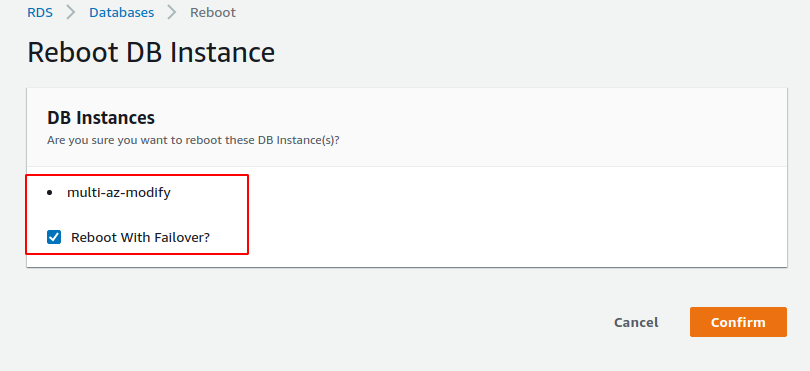 RDS > Databases > Reboot
Reboot DB Instance
DB Instances
Are you sure you want to reboot these DB Instance(s)?
• multi-az-modify
Reboot With Failover?
Cancel Confirm